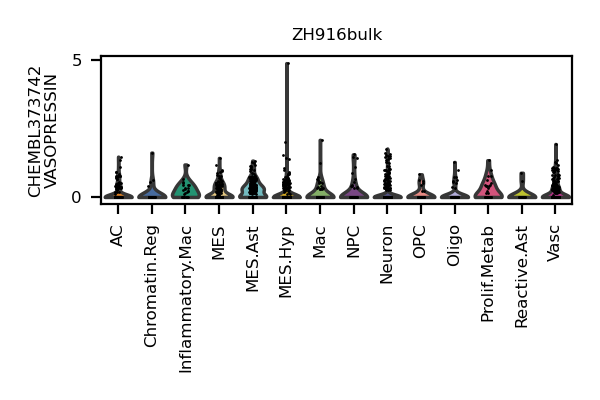 ZH916bulk
CHEMBL373742
VASOPRESSIN
5
0
AC
Chromatin.Reg
Inflammatory.Mac
MES
MES.Ast
MES.Hyp
Mac
NPC
Neuron
OPC
Oligo
Prolif.Metab
Reactive.Ast
Vasc